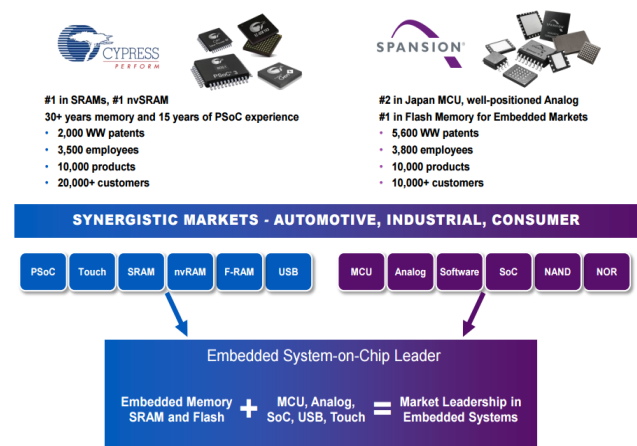 CYPRESS
PERFORM
SPANSION®
PSoC® 3
#1 in SRAMs, #1 nvSRAM
30+ years memory and 15 years of PSoC experience
• 2,000 WW patents
• 3,500 employees
• 10,000 products
• 20,000+ customers
#2 in Japan MCU, well-positioned Analog
#1 in Flash Memory for Embedded Markets
• 5,600 WW patents
• 3,800 employees
• 10,000 products
• 10,000+ customers
SYNERGISTIC MARKETS - AUTOMOTIVE, INDUSTRIAL, CONSUMER
PSoC
Touch
SRAM
nvRAM
F-RAM
USB
MCU
Analog
Software
SoC
NAND
NOR
Embedded System-on-Chip Leader
Embedded Memory
SRAM and Flash
+
MCU, Analog,
SoC, USB, Touch
=
Market Leadership in
Embedded Systems